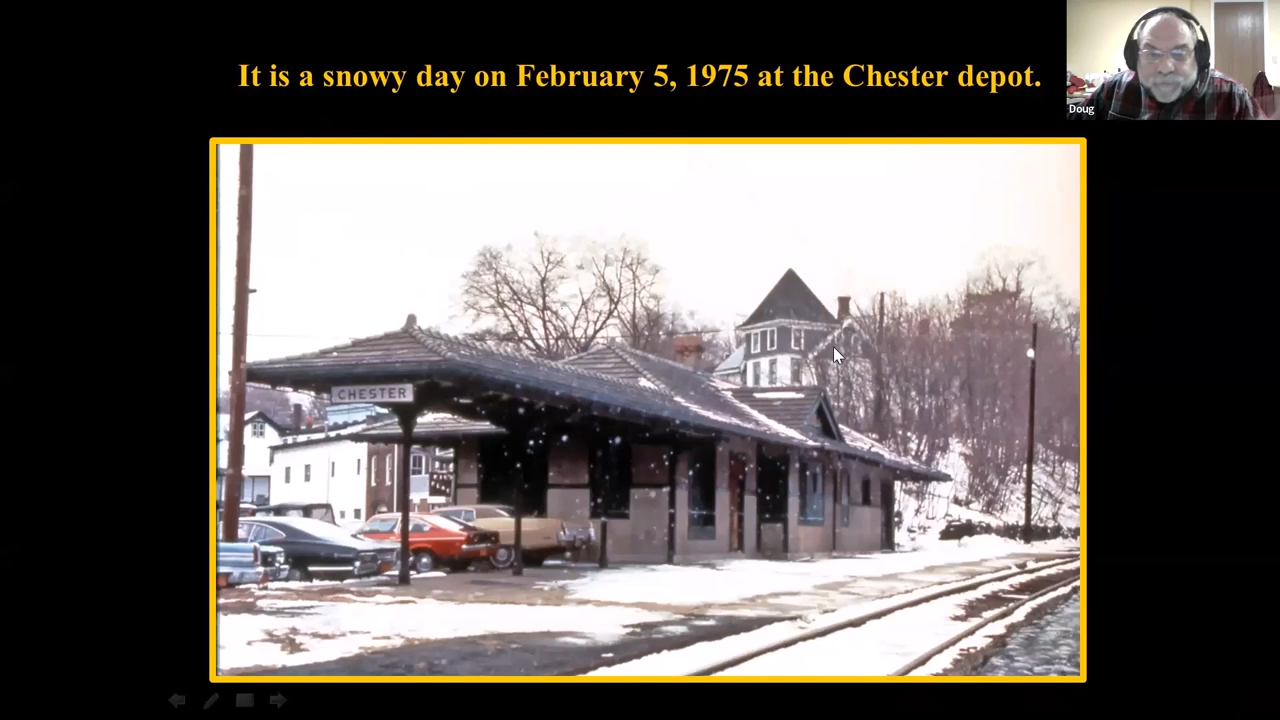 It is a snowy day on February 5, 1975 at the Chester depot.
Doug
CHESTER